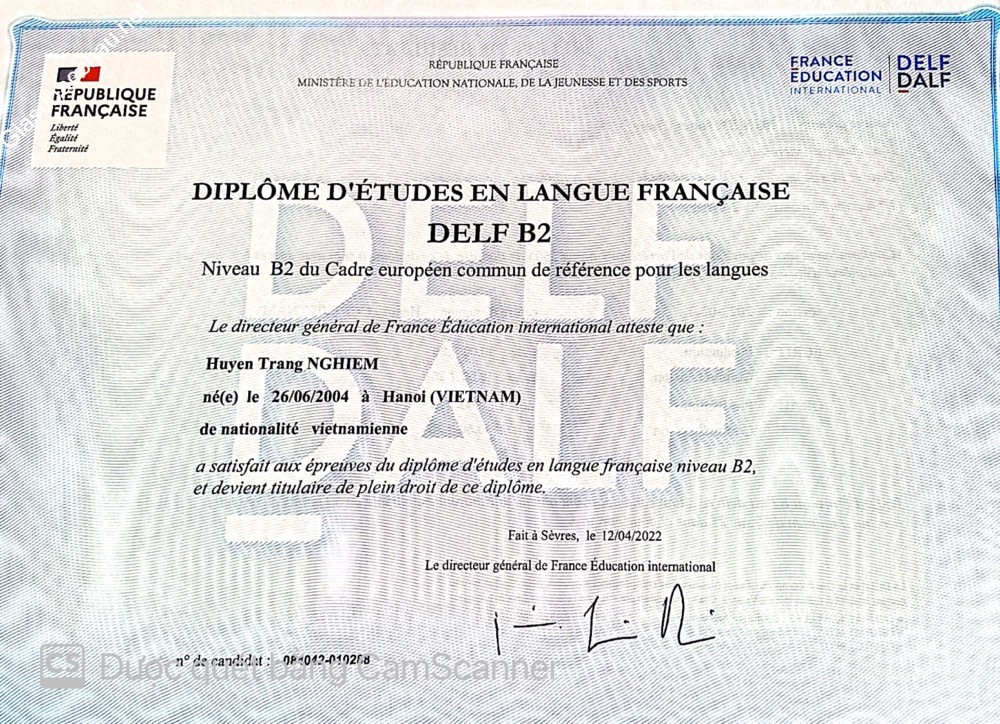 RÉPUBLIQUE
FRANÇAISE
Liberté
Égalité
Fraternité
RÉPUBLIQUE FRANÇAISE
MINISTÈRE DE L'ÉDUCATION NATIONALE, DE LA JEUNESSE ET DES SPORTS
FRANCE
ÉDUCATION
INTERNATIONAL
DELF
DALF
DIPLÔME D'ÉTUDES EN LANGUE FRANÇAISE
DELF B2
Niveau B2 du Cadre européen commun de référence pour les langues
Le directeur général de France Éducation international atteste que :
Huyen Trang NGHIEM
né(e) le 26/06/2004 à Hanoi (VIETNAM)
de nationalité vietnamienne
a satisfait aux épreuves du diplôme d'études en langue française niveau B2,
et devient titulaire de plein droit de ce diplôme.
DELF
DALF
Fait à Sèvres, le 12/04/2022
Le directeur général de France Éducation international
n° de candidat :
CS Được quét bằng CamScanner